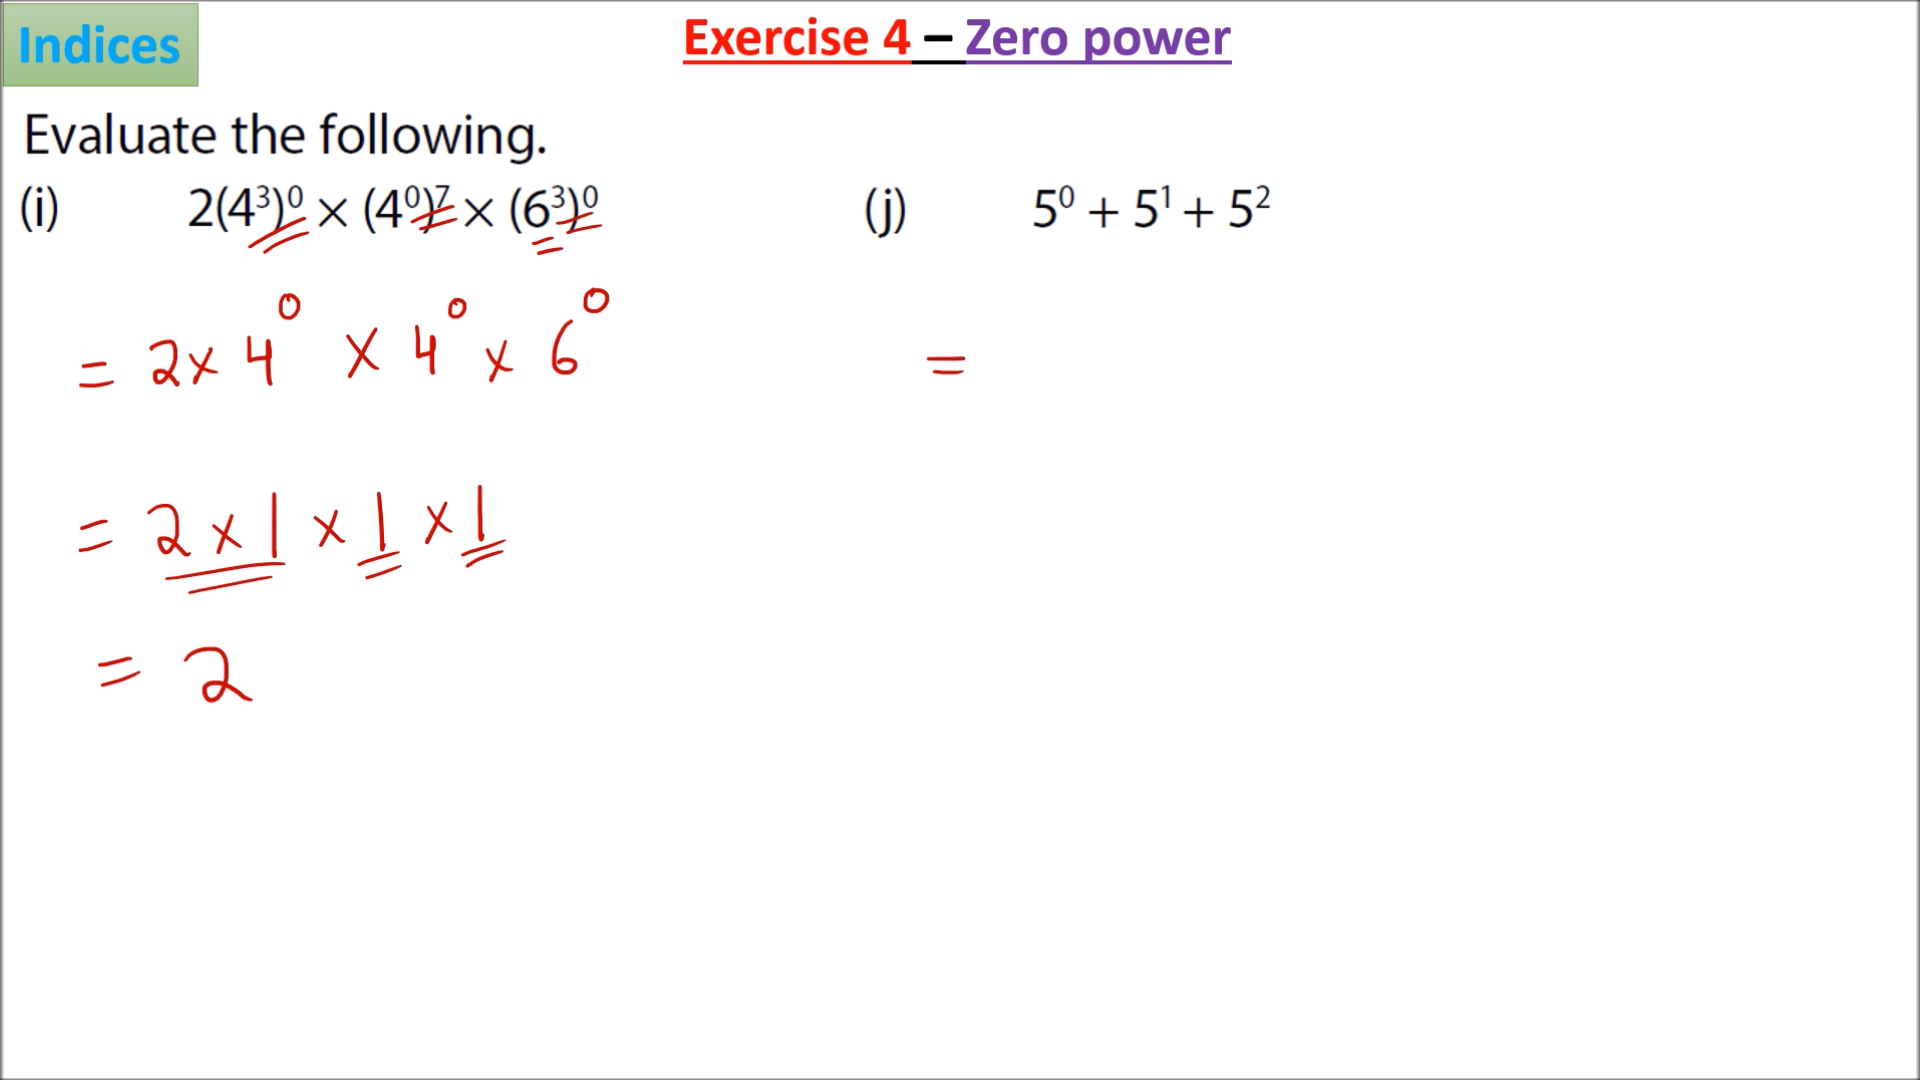 Indices
Exercise 4 – Zero power
Evaluate the following.
(i) 2(4³)⁰ × (4⁰)⁷ × (6³)⁰
= 2 × 4⁰ × 4⁰ × 6⁰
= 2 × 1 × 1 × 1
= 2
(j) 5⁰ + 5¹ + 5²
=